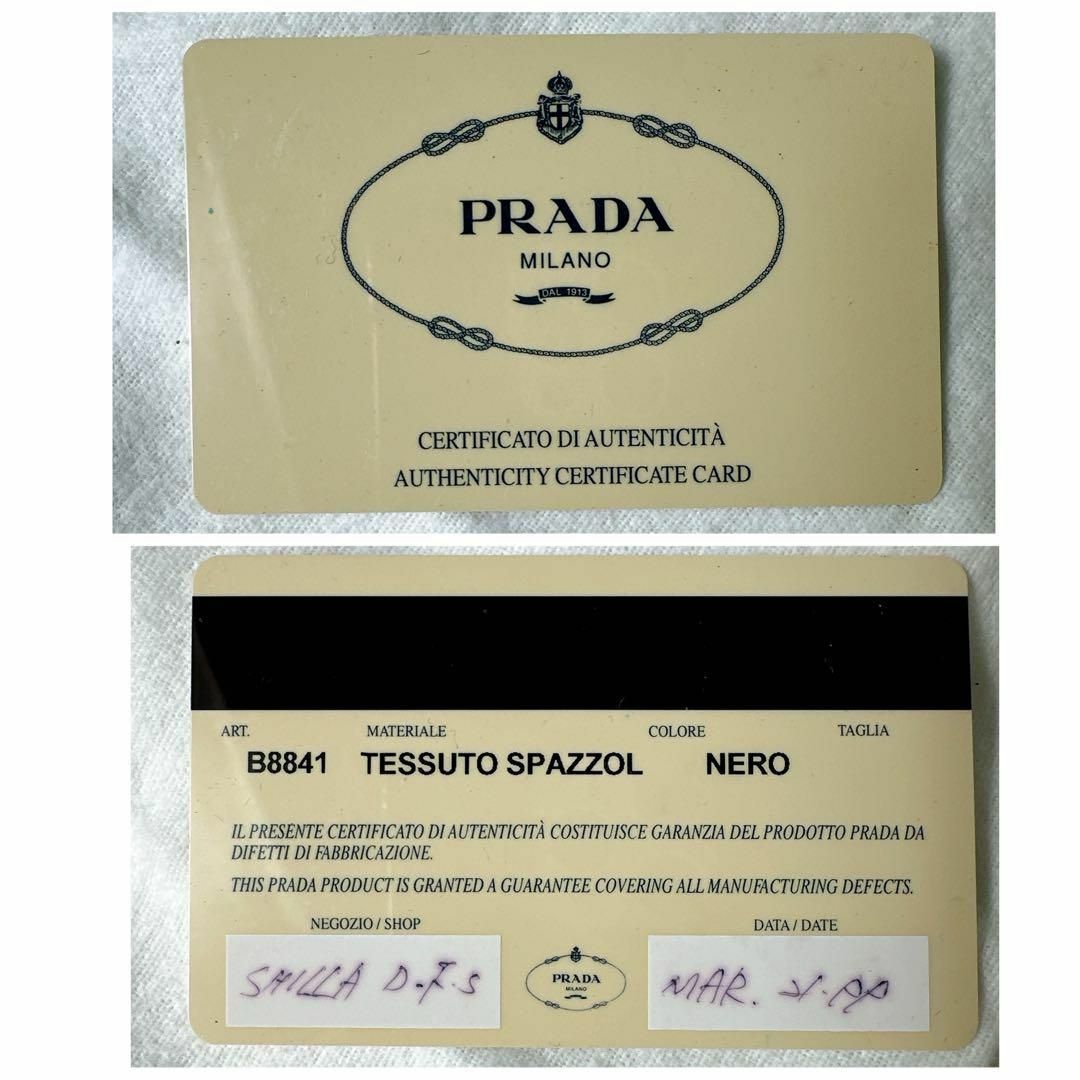 PRADA
MILANO
DAL 1913
CERTIFICATO DI AUTENTICITÀ
AUTHENTICITY CERTIFICATE CARD
ART. MATERIALE COLORE TAGLIA
B8841 TESSUTO SPAZZOL NERO
IL PRESENTE CERTIFICATO DI AUTENTICITÀ COSTITUISCE GARANZIA DEL PRODOTTO PRADA DA
DIFETTI DI FABBRICAZIONE.
THIS PRADA PRODUCT IS GRANTED A GUARANTEE COVERING ALL MANUFACTURING DEFECTS.
NEGOZIO / SHOP DATA / DATE
D.F.S PRADA MAR.
MILANO